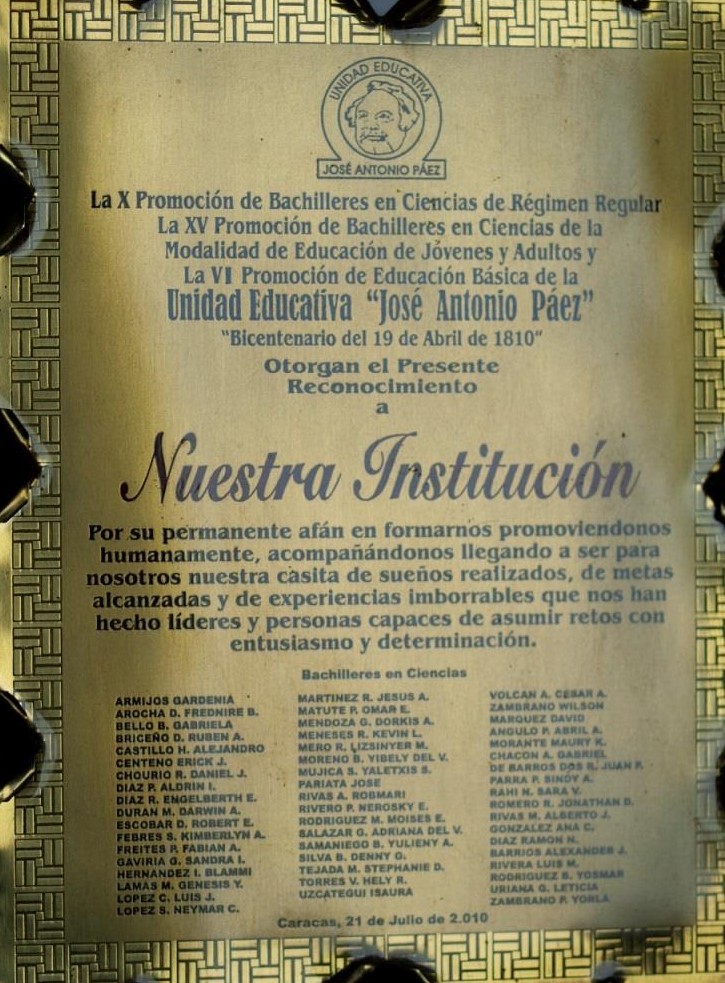 UNIDAD EDUCATIVA
JOSÉ ANTONIO PÁEZ
La X Promoción de Bachilleres en Ciencias de Régimen Regular
La XV Promoción de Bachilleres en Ciencias de la
Modalidad de Educación de Jóvenes y Adultos y
La VI Promoción de Educación Básica de la
Unidad Educativa “José Antonio Páez”
"Bicentenario del 19 de Abril de 1810"
Otorgan el Presente
Reconocimiento
a
Nuestra Institución
Por su permanente afán en formarnos promoviendonos
humanamente, acompañándonos llegando a ser para
nosotros nuestra casita de sueños realizados, de metas
alcanzadas y de experiencias imborrables que nos han
hecho líderes y personas capaces de asumir retos con
entusiasmo y determinación.
Bachilleres en Ciencias
ARMIJOS GARDENIA
AROCHA D. FREDNIRE B.
BELLO B. GABRIELA
BRICEÑO D. RUBEN A.
CASTILLO H. ALEJANDRO
CENTENO ERICK J.
CHOURIO R. DANIEL J.
DIAZ P. ALDRIN I.
DIAZ R. ENGELBERTH E.
DURAN M. DARWIN A.
ESCOBAR D. ROBERT E.
FEBRES S. KIMBERLYN A.
FREITES P. FABIAN A.
GAVIRIA G. SANDRA I.
HERNANDEZ I. BLAMMI
LAMAS M. GENESIS Y.
LOPEZ C. LUIS J.
LOPEZ S. NEYMAR C.
MARTINEZ R. JESUS A.
MATUTE P. OMAR E.
MENDOZA G. DORKIS A.
MENESES R. KEVIN L.
MERO R. LIZSINYER M.
MORENO B. YIBELY DEL V.
MUJICA S. YALETXIS S.
PARIATA JOSE
RIVAS A. ROBMARI
RIVERO P. NEROSKY E.
RODRIGUEZ M. MOISES E.
SALAZAR G. ADRIANA DEL V.
SAMANIEGO B. YULIENY A.
SILVA B. DENNY G.
TEJADA M. STEPHANIE D.
TORRES V. HELY R.
UZCATEGUI ISAURA
VOLCAN A. CESAR A.
ZAMBRANO WILSON
MARQUEZ DAVID
ANGULO P. ABRIL A.
MORANTE MAURY K.
CHACON A. GABRIEL
DE BARROS DOS R. JUAN P.
PARRA P. SINDY A.
RAHI N. SARA V.
ROMERO R. JONATHAN D.
RIVAS M. ALBERTO J.
GONZALEZ ANA C.
DIAZ RAMON N.
BARRIOS ALEXANDER J.
RIVERA LUIS M.
RODRIGUEZ B. YOSMAR
URIANA G. LETICIA
ZAMBRANO P. YORLA
Caracas, 21 de Julio de 2.010